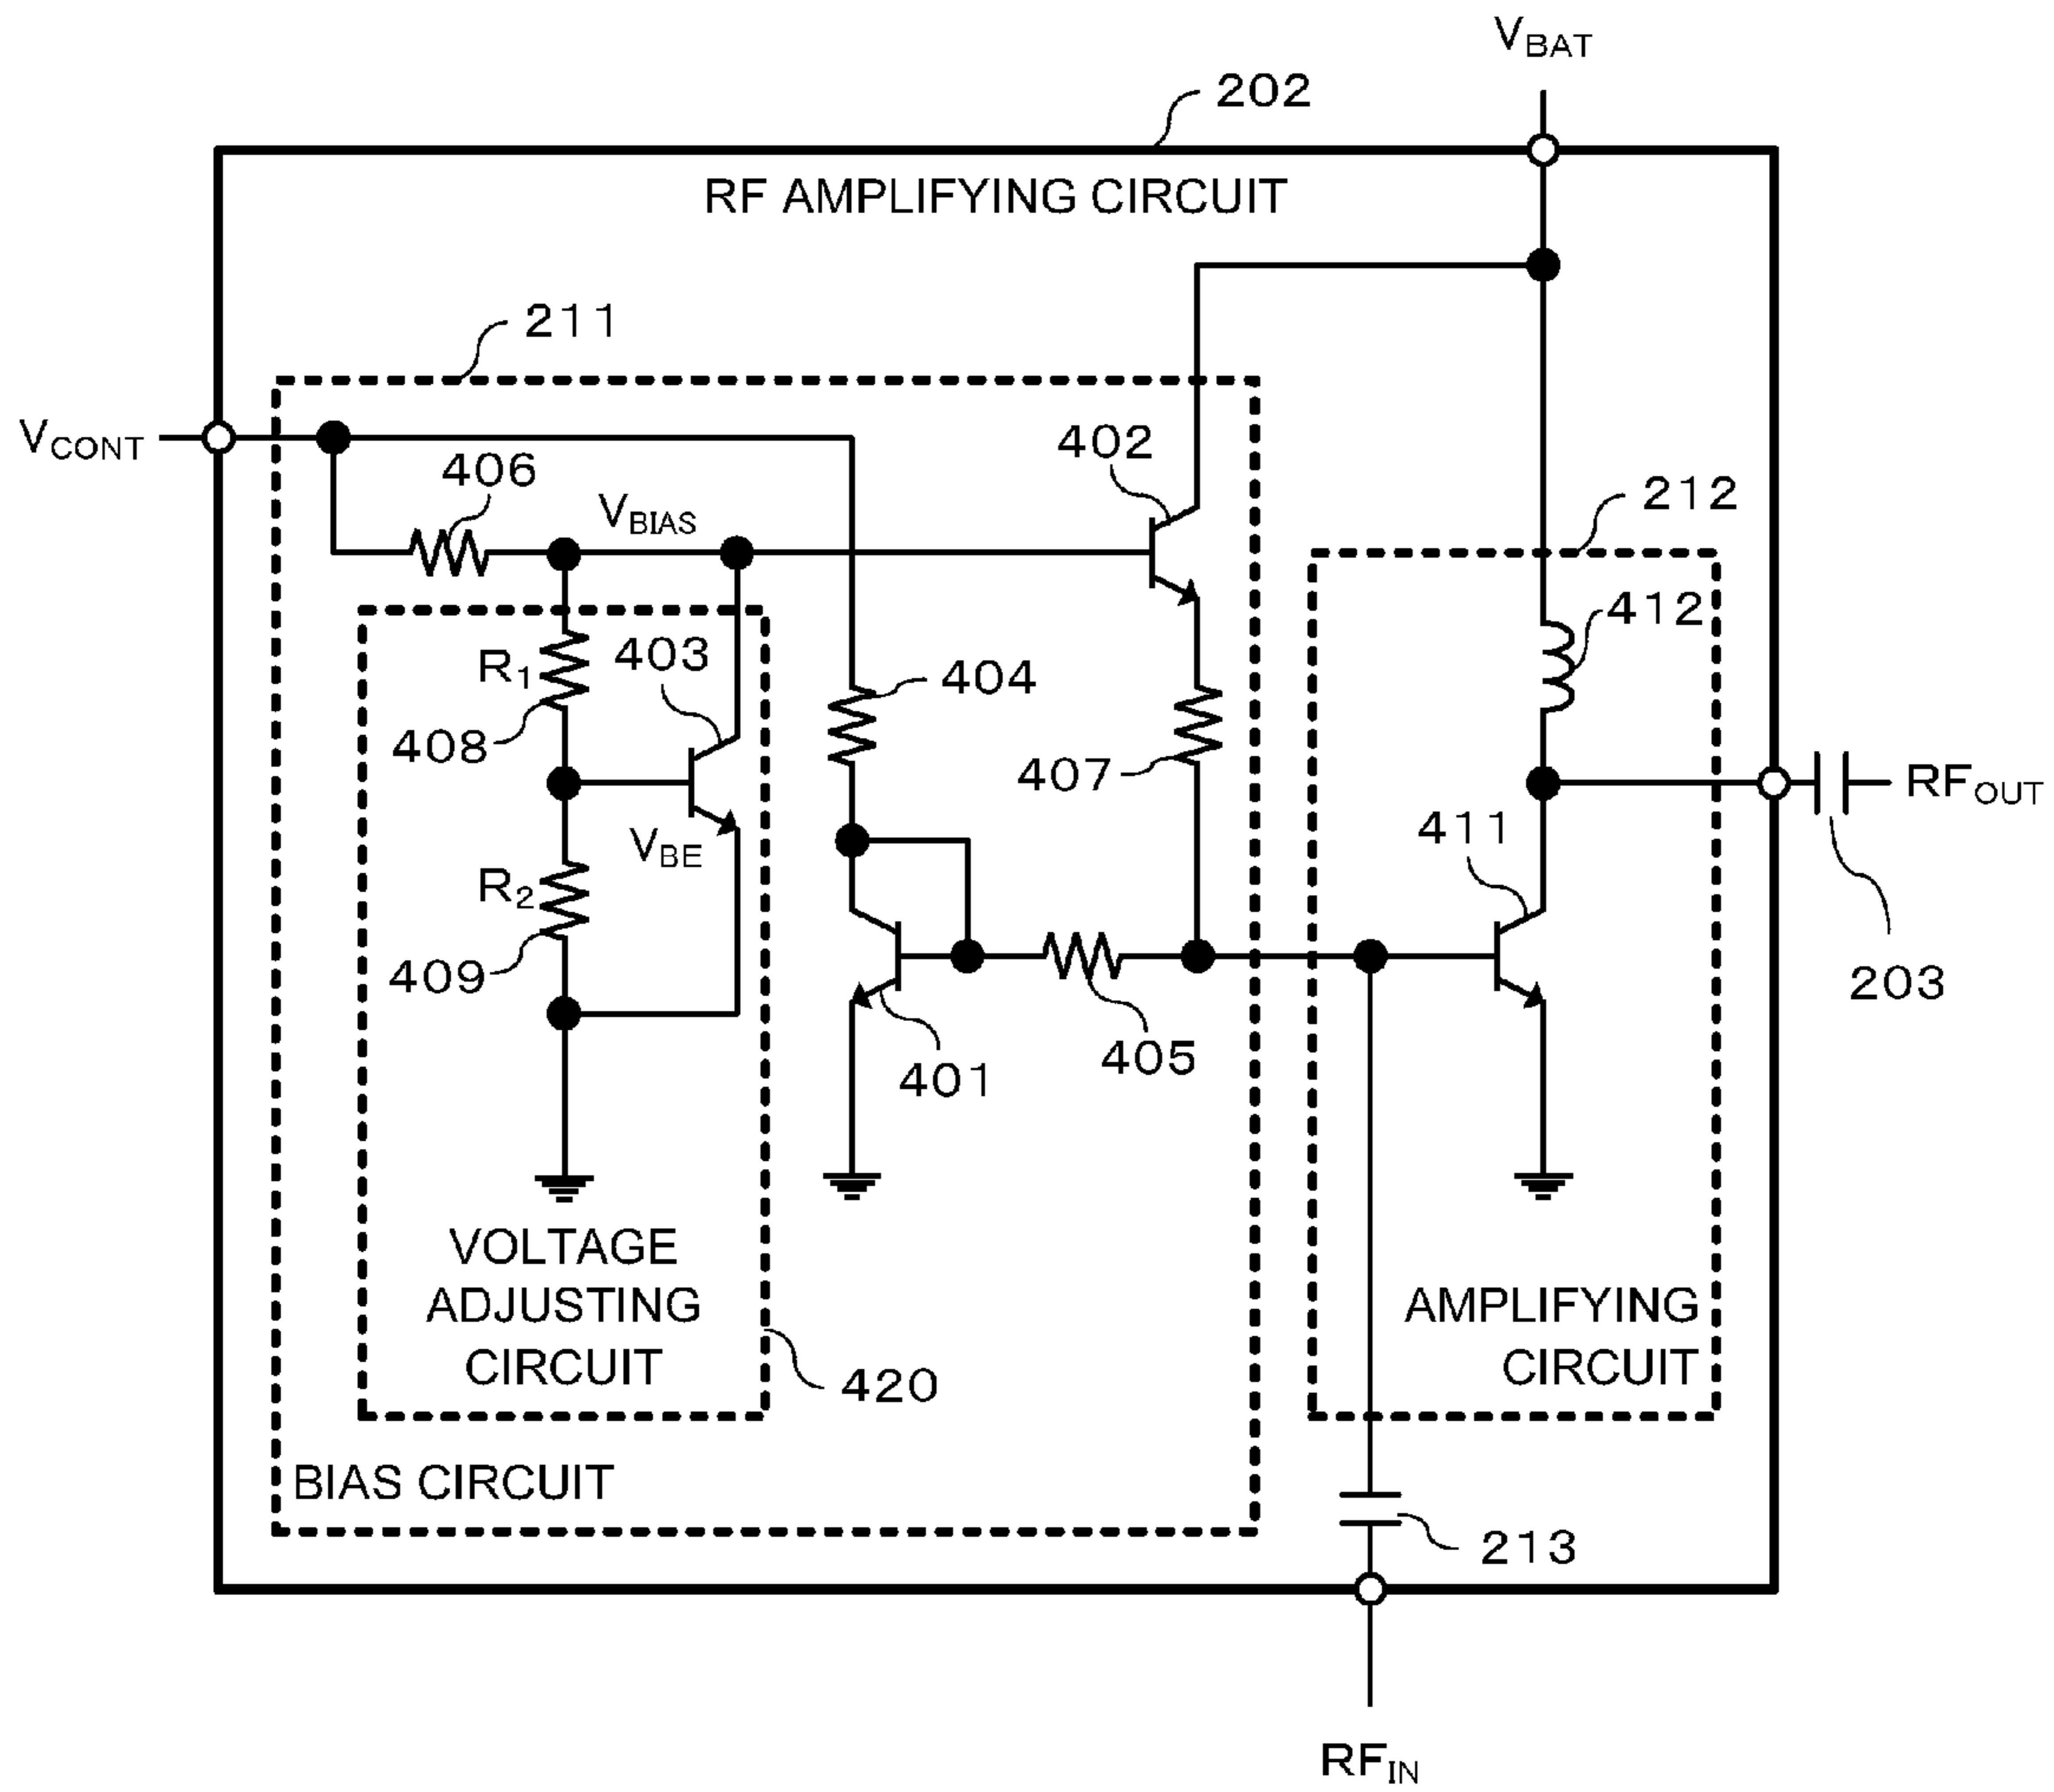 VBAT
202
RF AMPLIFYING CIRCUIT
211
VCONT
406
VBIAS
402
212
R1
403
408
404
412
407
RFOUT
411
VBE
R2
409
203
405
401
VOLTAGE
ADJUSTING
CIRCUIT
420
AMPLIFYING
CIRCUIT
BIAS CIRCUIT
213
RFIN